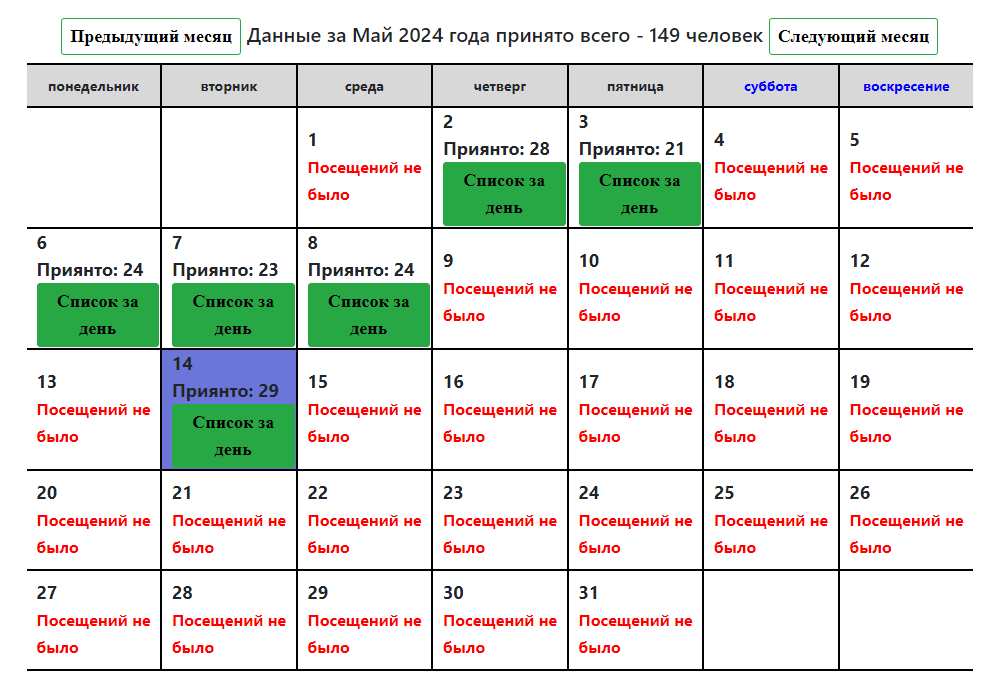 Предыдущий месяц Данные за Май 2024 года принято всего - 149 человек Следующий месяц
понедельник вторник среда четверг пятница суббота воскресение
1
Посещений не
было
2
Приянто: 28
Список за
день
3
Приянто: 21
Список за
день
4
Посещений не
было
5
Посещений не
было
6
Приянто: 24
Список за
день
7
Приянто: 23
Список за
день
8
Приянто: 24
Список за
день
9
Посещений не
было
10
Посещений не
было
11
Посещений не
было
12
Посещений не
было
13
Посещений не
было
14
Приянто: 29
Список за
день
15
Посещений не
было
16
Посещений не
было
17
Посещений не
было
18
Посещений не
было
19
Посещений не
было
20
Посещений не
было
21
Посещений не
было
22
Посещений не
было
23
Посещений не
было
24
Посещений не
было
25
Посещений не
было
26
Посещений не
было
27
Посещений не
было
28
Посещений не
было
29
Посещений не
было
30
Посещений не
было
31
Посещений не
было